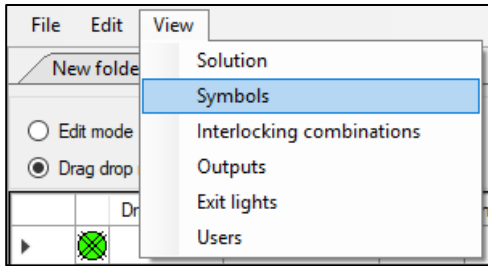 File Edit View
New folde
Solution
Symbols
Edit mode
Interlocking combinations
Drag drop
Outputs
Exit lights
Dr
Users